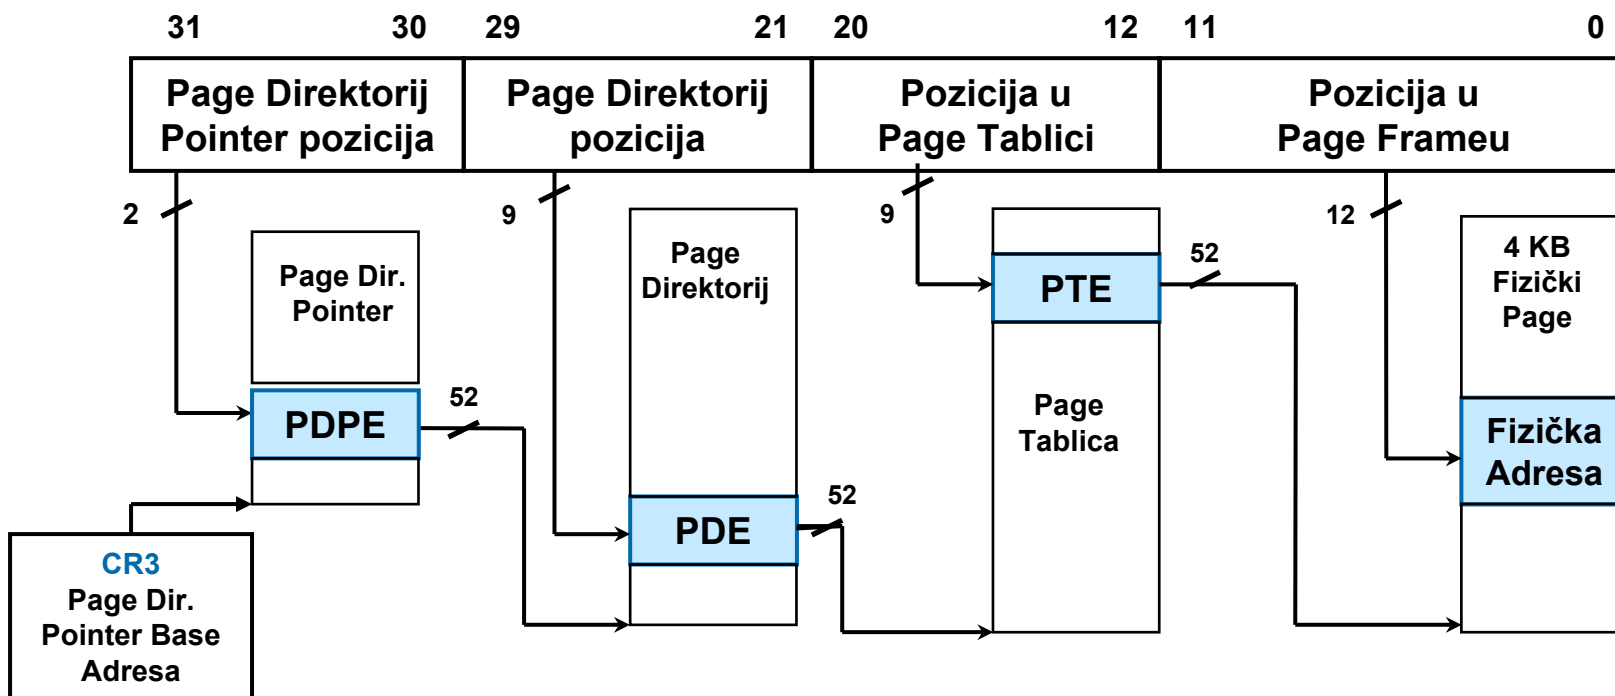 31 30 29 21 20 12 11 0
Page Direktorij
Pointer pozicija
Page Direktorij
pozicija
Pozicija u
Page Tablici
Pozicija u
Page Frameu
2
9
9
12
Page Dir.
Pointer
PDPE
52
Page
Direktorij
PDE
52
PTE
52
Page
Tablica
4 KB
Fizički
Page
Fizička
Adresa
CR3
Page Dir.
Pointer Base
Adresa